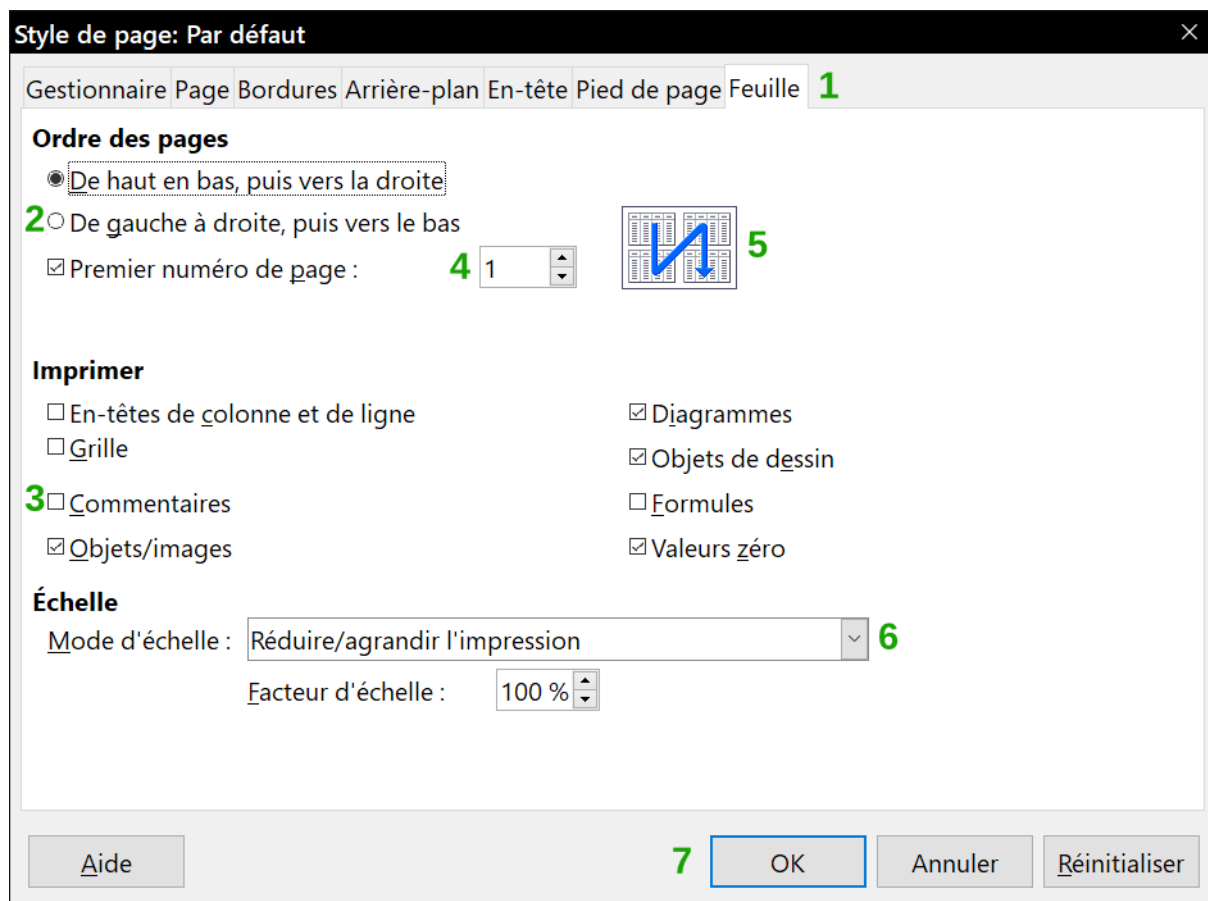 Style de page: Par défaut
Gestionnaire Page Bordures Arrière-plan En-tête Pied de page Feuille 1
Ordre des pages
De haut en bas, puis vers la droite
2 De gauche à droite, puis vers le bas
Premier numéro de page : 4 1 5
Imprimer
En-têtes de colonne et de ligne Diagrammes
Grille
Objets de dessin
3 Commentaires Formules
Objets/images Valeurs zéro
Échelle
Mode d'échelle : Réduire/agrandir l'impression 6
Facteur d'échelle : 100 %
Aide 7 OK Annuler Réinitialiser